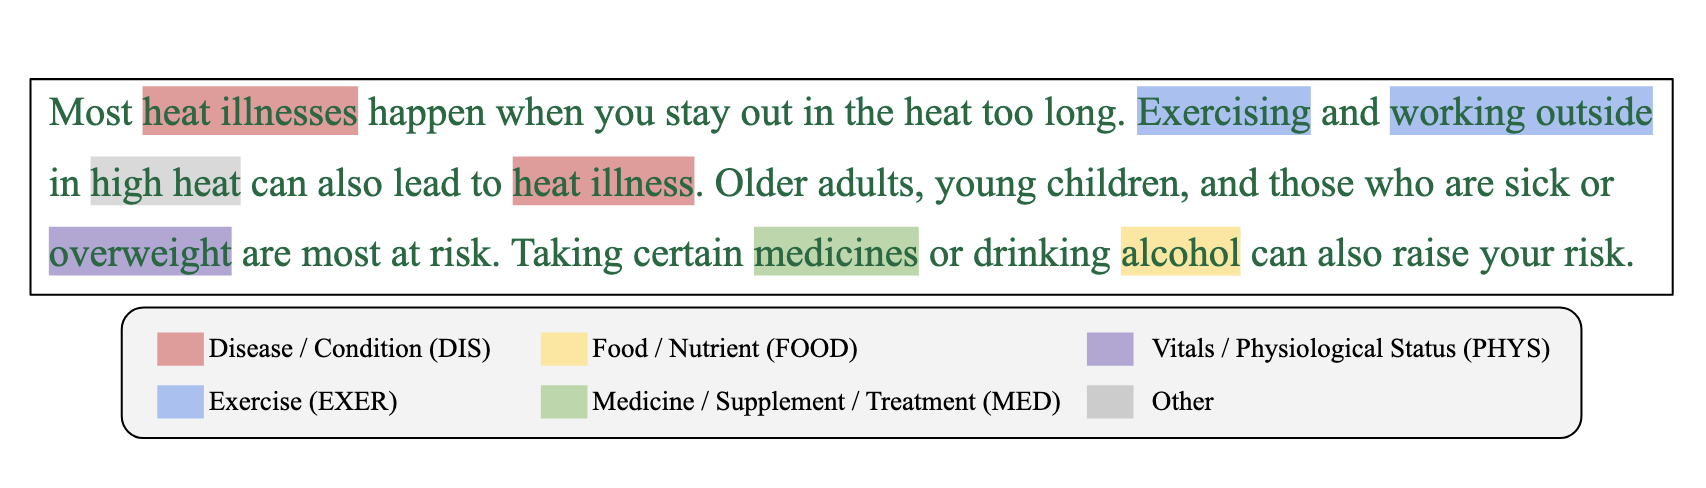 Most heat illnesses happen when you stay out in the heat too long. Exercising and working outside
in high heat can also lead to heat illness. Older adults, young children, and those who are sick or
overweight are most at risk. Taking certain medicines or drinking alcohol can also raise your risk.
Disease / Condition (DIS) Food / Nutrient (FOOD) Vitals / Physiological Status (PHYS)
Exercise (EXER) Medicine / Supplement / Treatment (MED) Other